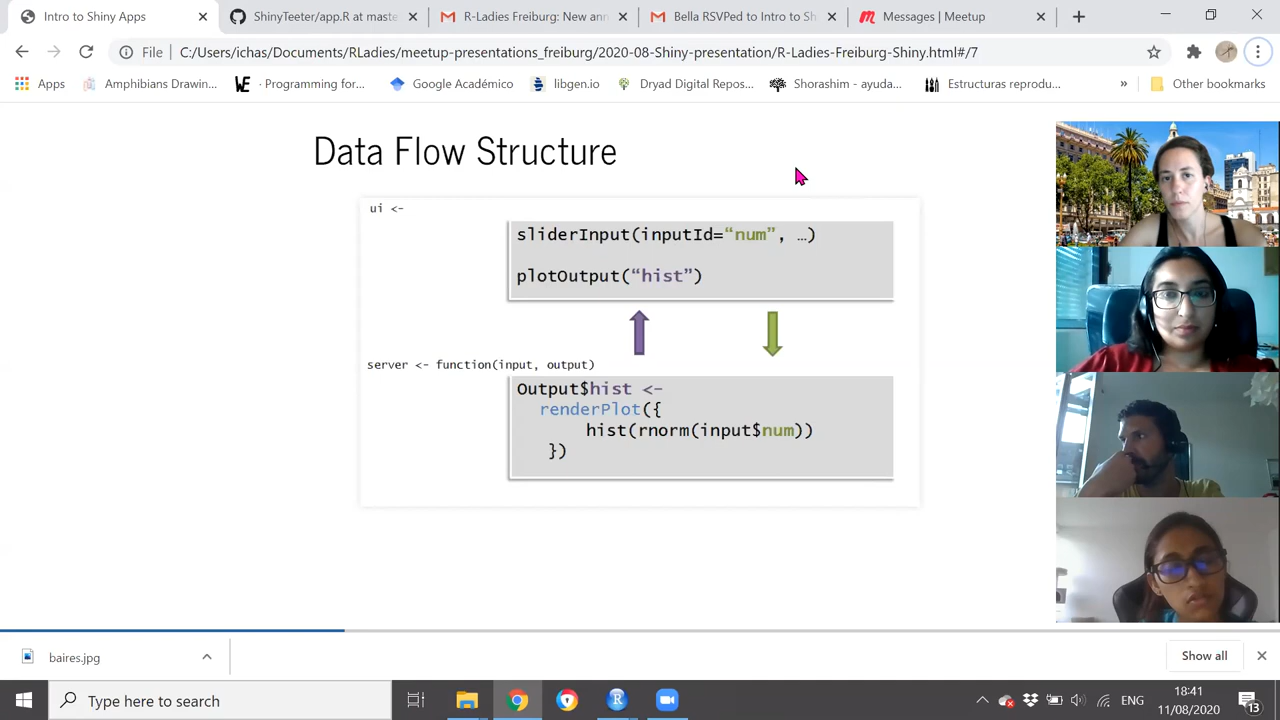 Intro to Shiny Apps
ShinyTeeter/app.R at maste
R-Ladies Freiburg: New ann
Bella RSVPed to Intro to Sh
Messages | Meetup
File
C:/Users/ichas/Documents/RLadies/meetup-presentations_freiburg/2020-08-Shiny-presentation/R-Ladies-Freiburg-Shiny.html#/7
Apps
Amphibians Drawin...
WE
· Programming for...
Google Académico
libgen.io
Dryad Digital Repos...
Shorashim - ayuda...
Estructuras reprodu...
»
Other bookmarks
Data Flow Structure
ui <-
sliderInput(inputId=“num”, …)
plotOutput(“hist”)
server <- function(input, output)
Output$hist <-
renderPlot({
hist(rnorm(input$num))
})
baires.jpg
Show all
Type here to search
ENG
18:41
11/08/2020
13